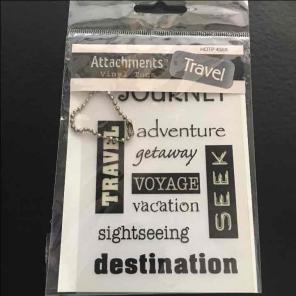 Attachments
Vinyl Tags
Travel
JOURNEY
TRAVEL
adventure
getaway
VOYAGE
vacation
SEEK
sightseeing
destination